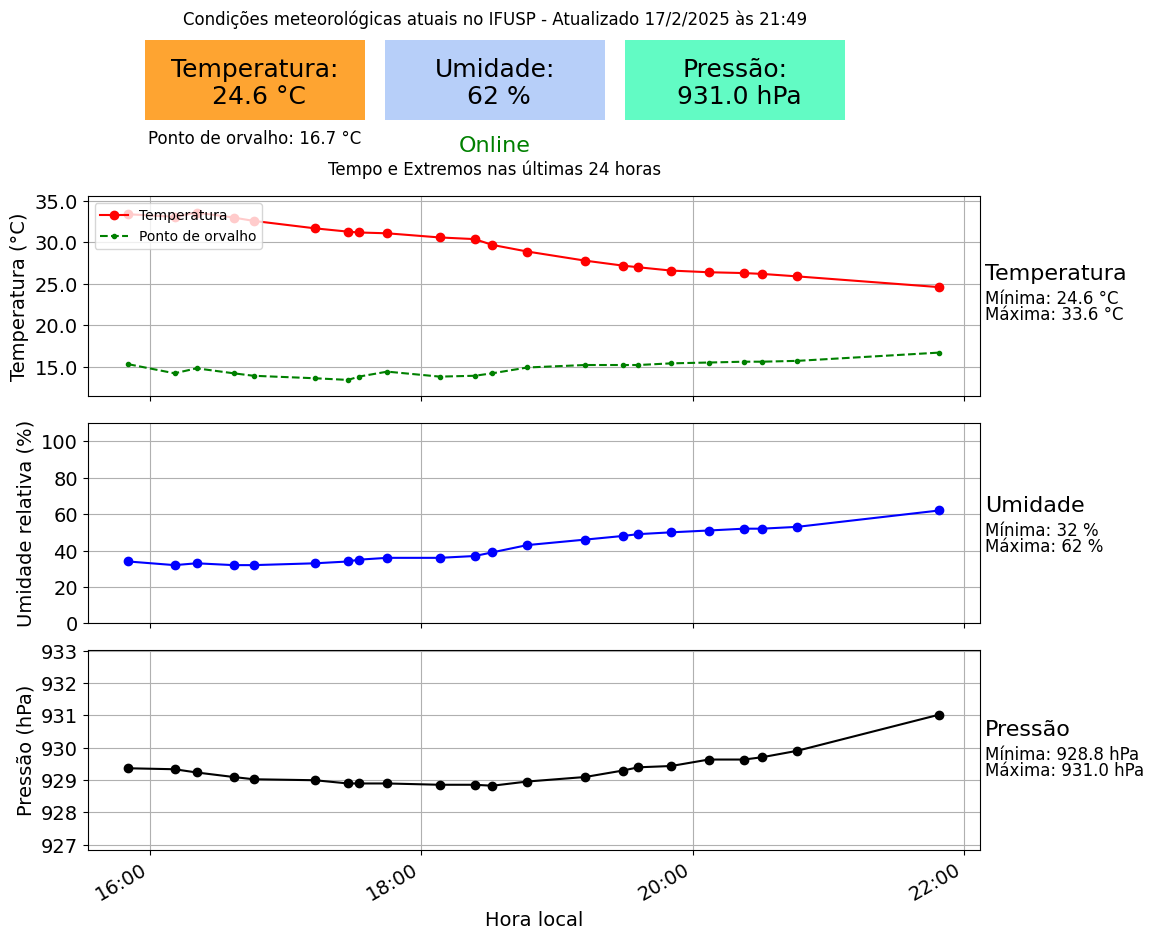 Condições meteorológicas atuais no IFUSP - Atualizado 17/2/2025 às 21:49
Temperatura:
24.6 °C
Umidade:
62 %
Pressão:
931.0 hPa
Ponto de orvalho: 16.7 °C
Online
Tempo e Extremos nas últimas 24 horas
Temperatura (°C)
35.0
30.0
25.0
20.0
15.0
Temperatura
Ponto de orvalho
Temperatura
Mínima: 24.6 °C
Máxima: 33.6 °C
Umidade relativa (%)
100
80
60
40
20
0
Umidade
Mínima: 32 %
Máxima: 62 %
Pressão (hPa)
933
932
931
930
929
928
927
Pressão
Mínima: 928.8 hPa
Máxima: 931.0 hPa
16:00
18:00
20:00
22:00
Hora local